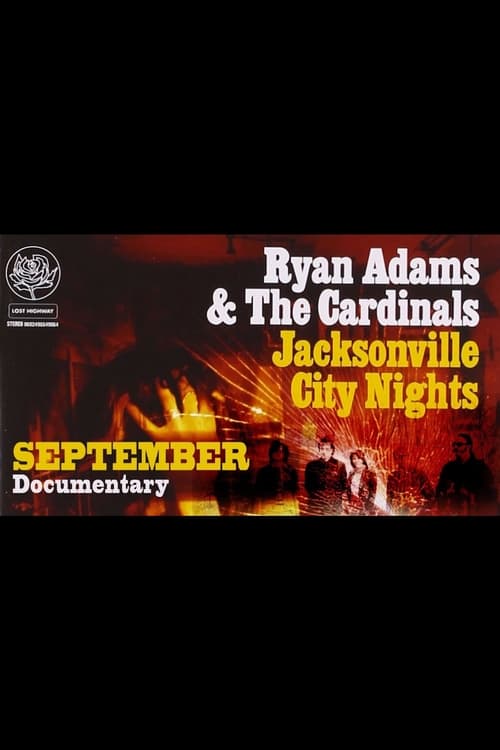 Ryan Adams
& The Cardinals
Jacksonville
City Nights
LOST HIGHWAY
SEPTEMBER
Documentary